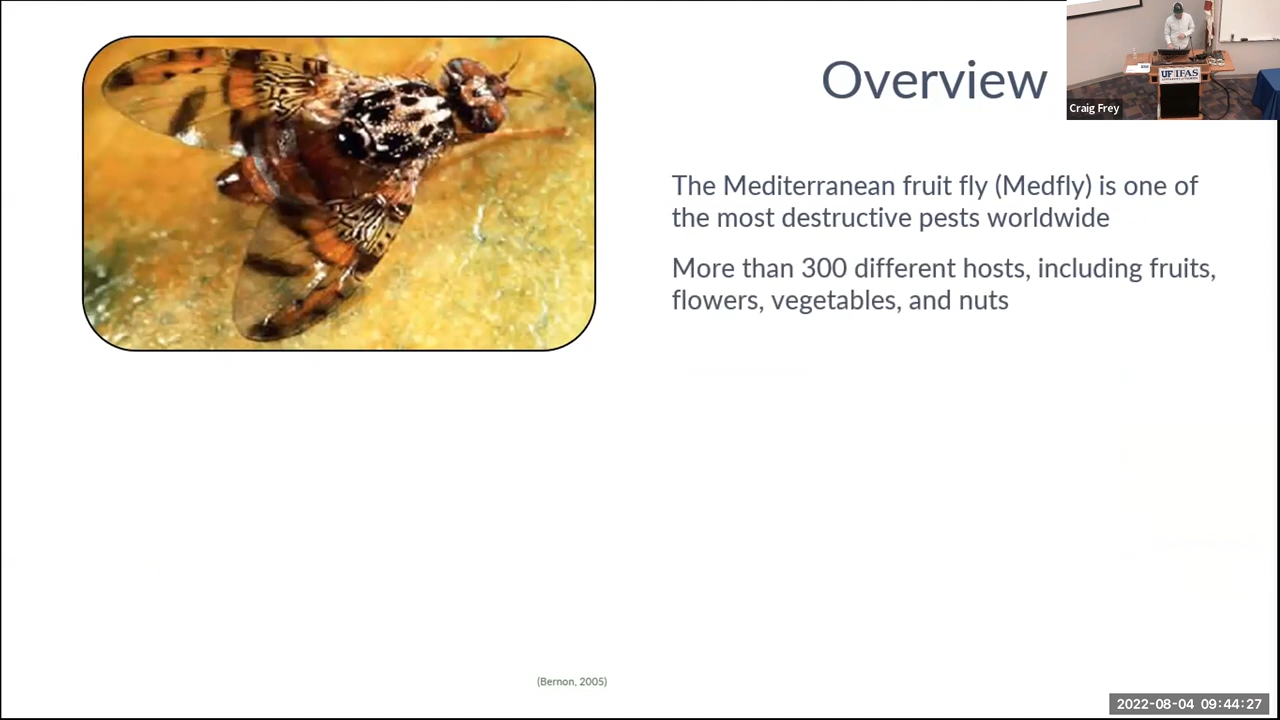 Overview
UF|IFAS
Craig Frey
The Mediterranean fruit fly (Medfly) is one of
the most destructive pests worldwide
More than 300 different hosts, including fruits,
flowers, vegetables, and nuts
(Bernon, 2005)
2022-08-04 09:44:27